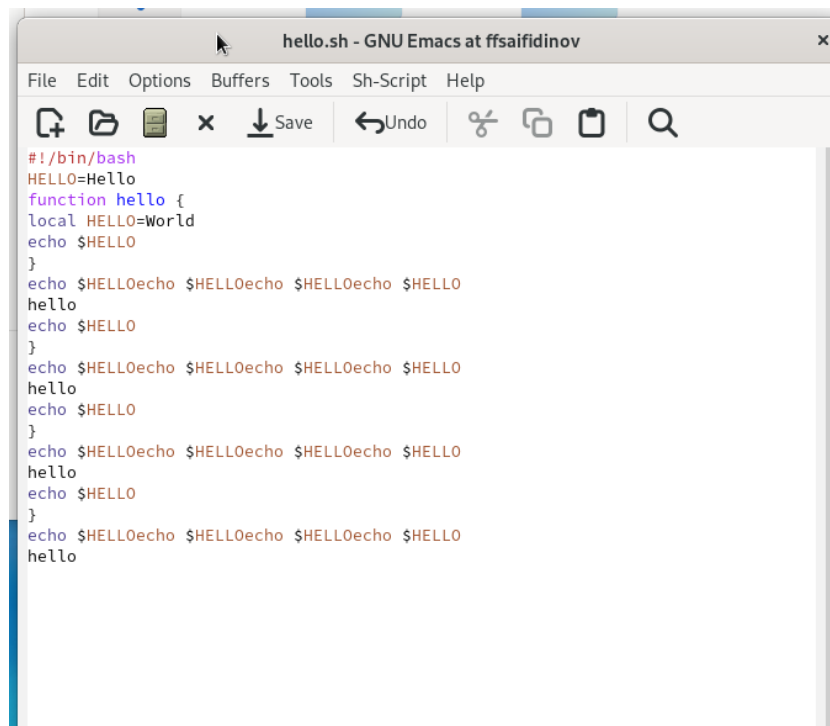 hello.sh - GNU Emacs at ffsaifidinov
File Edit Options Buffers Tools Sh-Script Help
Save Undo
#!/bin/bash
HELLO=Hello
function hello {
local HELLO=World
echo $HELLO
}
echo $HELLOecho $HELLOecho $HELLOecho $HELLO
hello
echo $HELLO
}
echo $HELLOecho $HELLOecho $HELLOecho $HELLO
hello
echo $HELLO
}
echo $HELLOecho $HELLOecho $HELLOecho $HELLO
hello
echo $HELLO
}
echo $HELLOecho $HELLOecho $HELLOecho $HELLO
hello